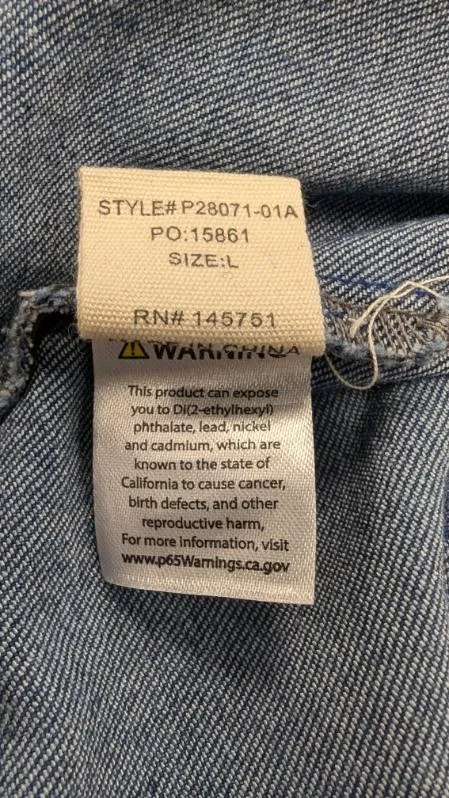 STYLE# P28071-01A
PO:15861
SIZE:L
RN# 145751
WARNING
This product can expose
you to Di(2-ethylhexyl)
phthalate, lead, nickel
and cadmium, which are
known to the state of
California to cause cancer,
birth defects, and other
reproductive harm,
For more information, visit
www.p65Warnings.ca.gov